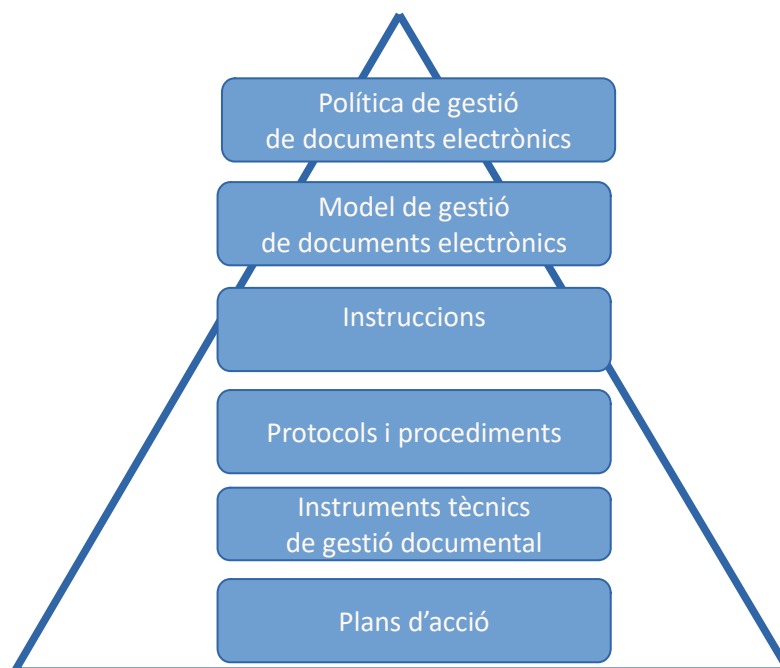 Política de gestió
de documents electrònics
Model de gestió
de documents electrònics
Instruccions
Protocols i procediments
Instruments tècnics
de gestió documental
Plans d’acció